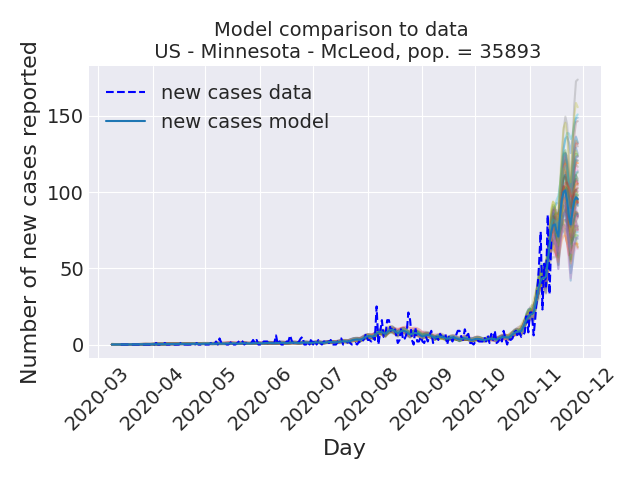 Model comparison to data
US - Minnesota - McLeod, pop. = 35893
new cases data
new cases model
Number of new cases reported
150
100
50
0
2020-03
2020-04
2020-05
2020-06
2020-07
2020-08
2020-09
2020-10
2020-11
2020-12
Day